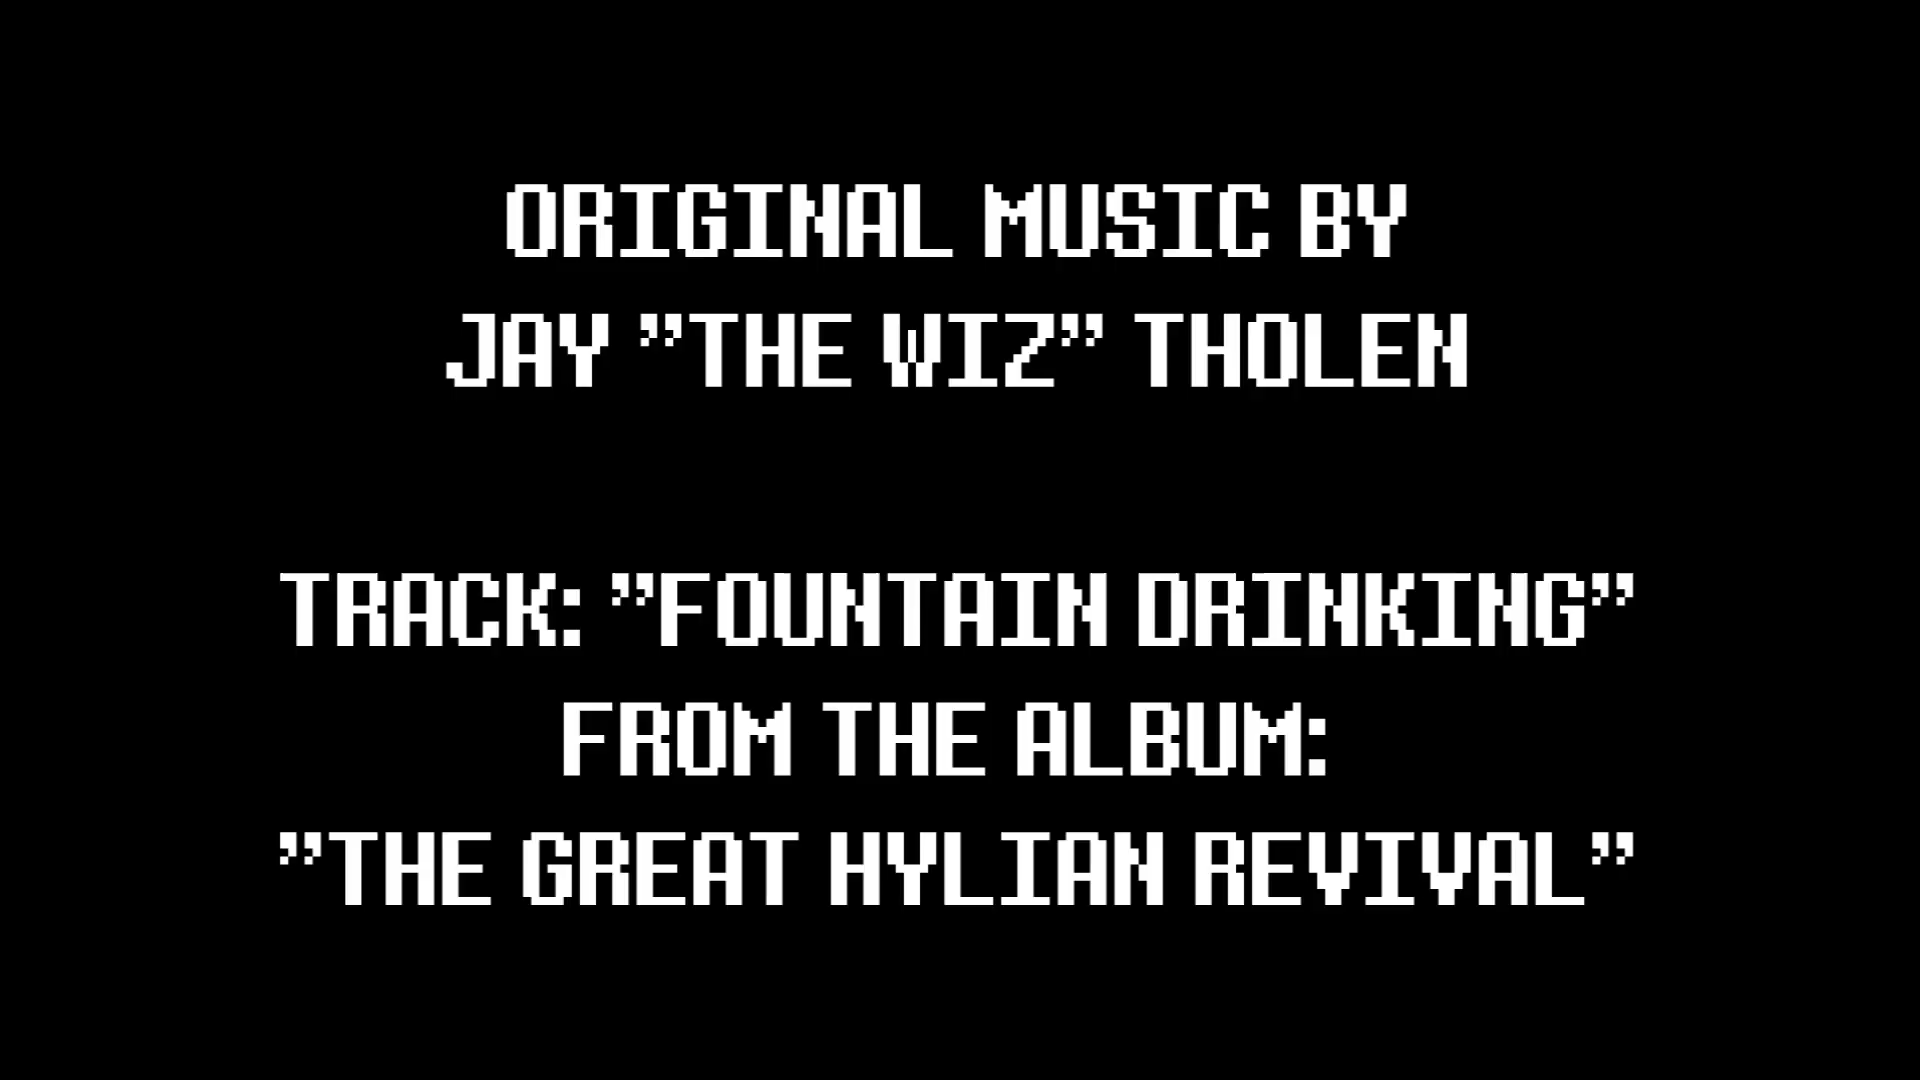 ORIGINAL MUSIC BY
JAY "THE WIZ" THOLEN
TRACK: "FOUNTAIN DRINKING"
FROM THE ALBUM:
"THE GREAT HYLIAN REVIVAL"